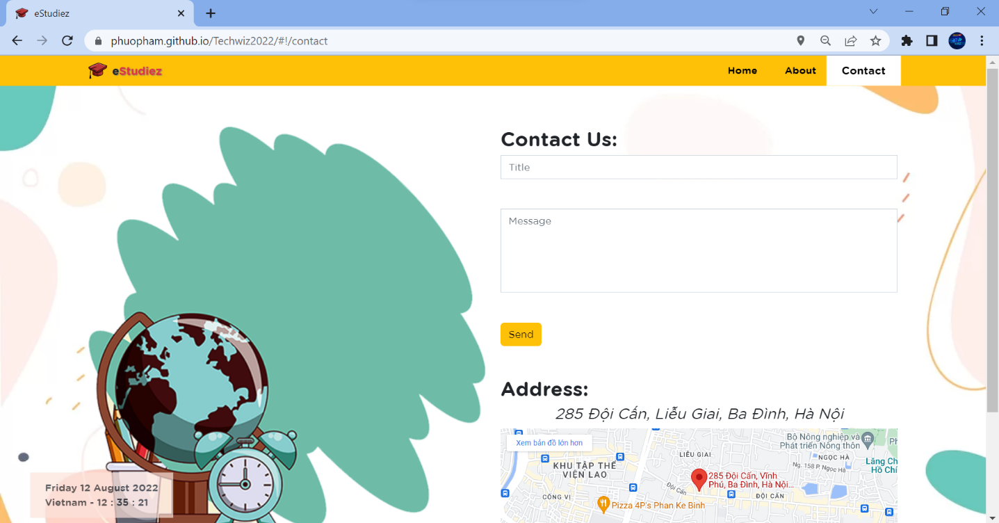 eStudiez
phuopham.github.io/Techwiz2022/#!/contact
eStudiez
Home
About
Contact
Contact Us:
Title
Message
Send
Address:
285 Đội Cấn, Liễu Giai, Ba Đình, Hà Nội
Xem bản đồ lớn hơn
Bộ Nông nghiệp và
Phát triển Nông thôn
LIỄU GIAI
NGỌC HÀ
KHU TẬP THỂ
VIỆN LAO
Ng. 158 P. Ngọc Hà
Lăng Ch
Hồ Chí
285 Đội Cấn, Vĩnh
Phú, Ba Đình, Hà Nội...
Đội Cấn
CỐNG VỊ
ĐỘI CẤN
Pizza 4P's Phan Ke Binh
Friday 12 August 2022
Vietnam - 12 : 35 : 21